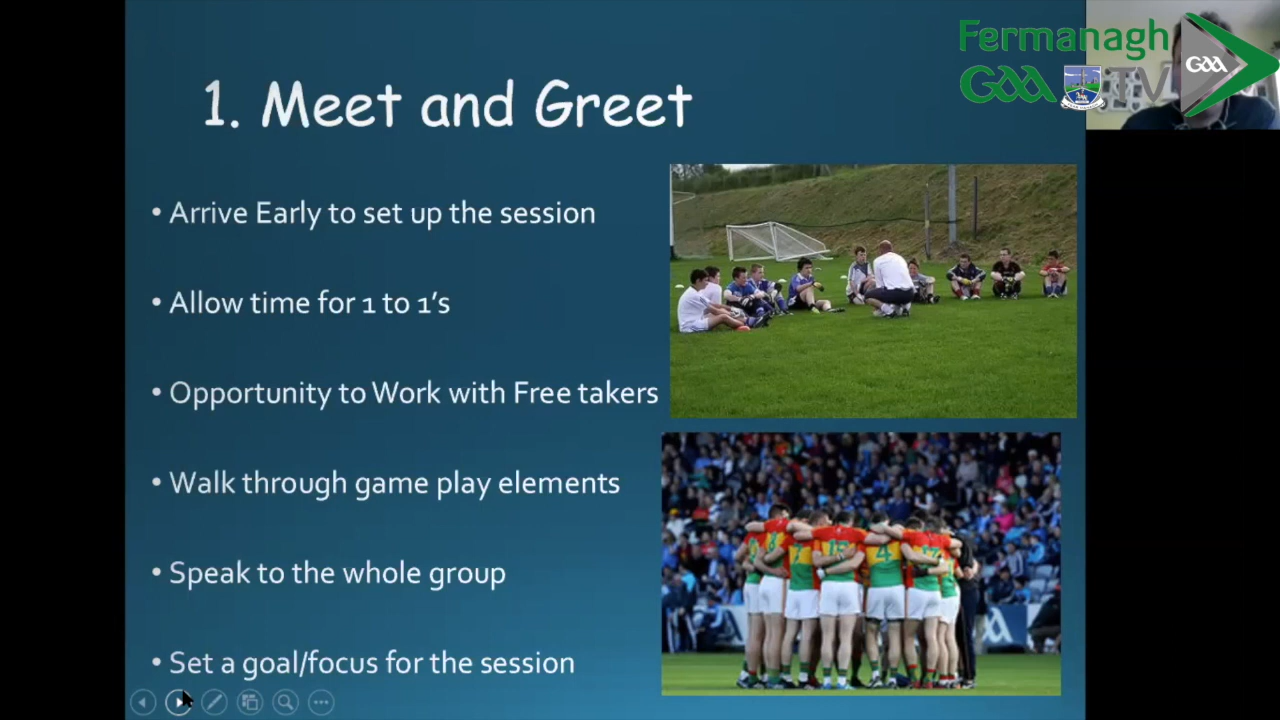 Fermanagh
GAA TV
GAA
1. Meet and Greet
• Arrive Early to set up the session
• Allow time for 1 to 1's
• Opportunity to Work with Free takers
• Walk through game play elements
• Speak to the whole group
• Set a goal/focus for the session